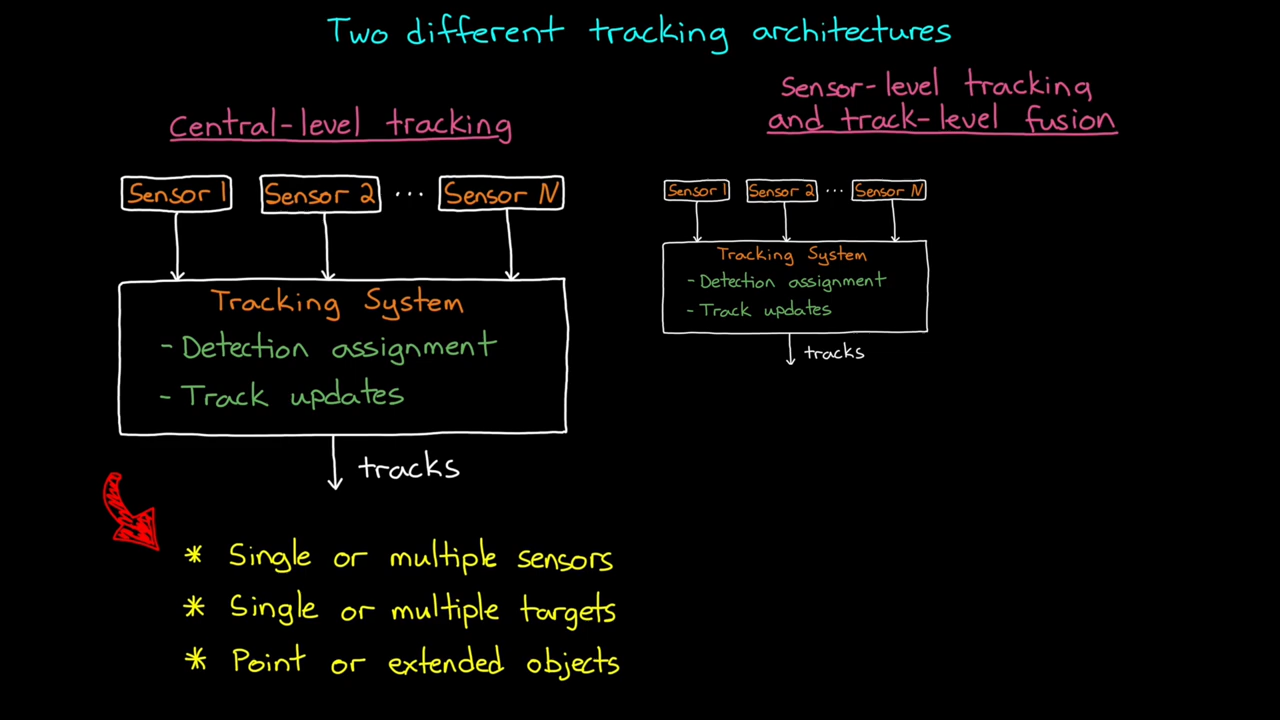 Two different tracking architectures
Central-level tracking
Sensor 1 Sensor 2 ... Sensor N
Tracking System
- Detection assignment
- Track updates
tracks
* Single or multiple sensors
* Single or multiple targets
* Point or extended objects
Sensor-level tracking
and track-level fusion
Sensor 1 Sensor 2 ... Sensor N
Tracking System
- Detection assignment
- Track updates
tracks